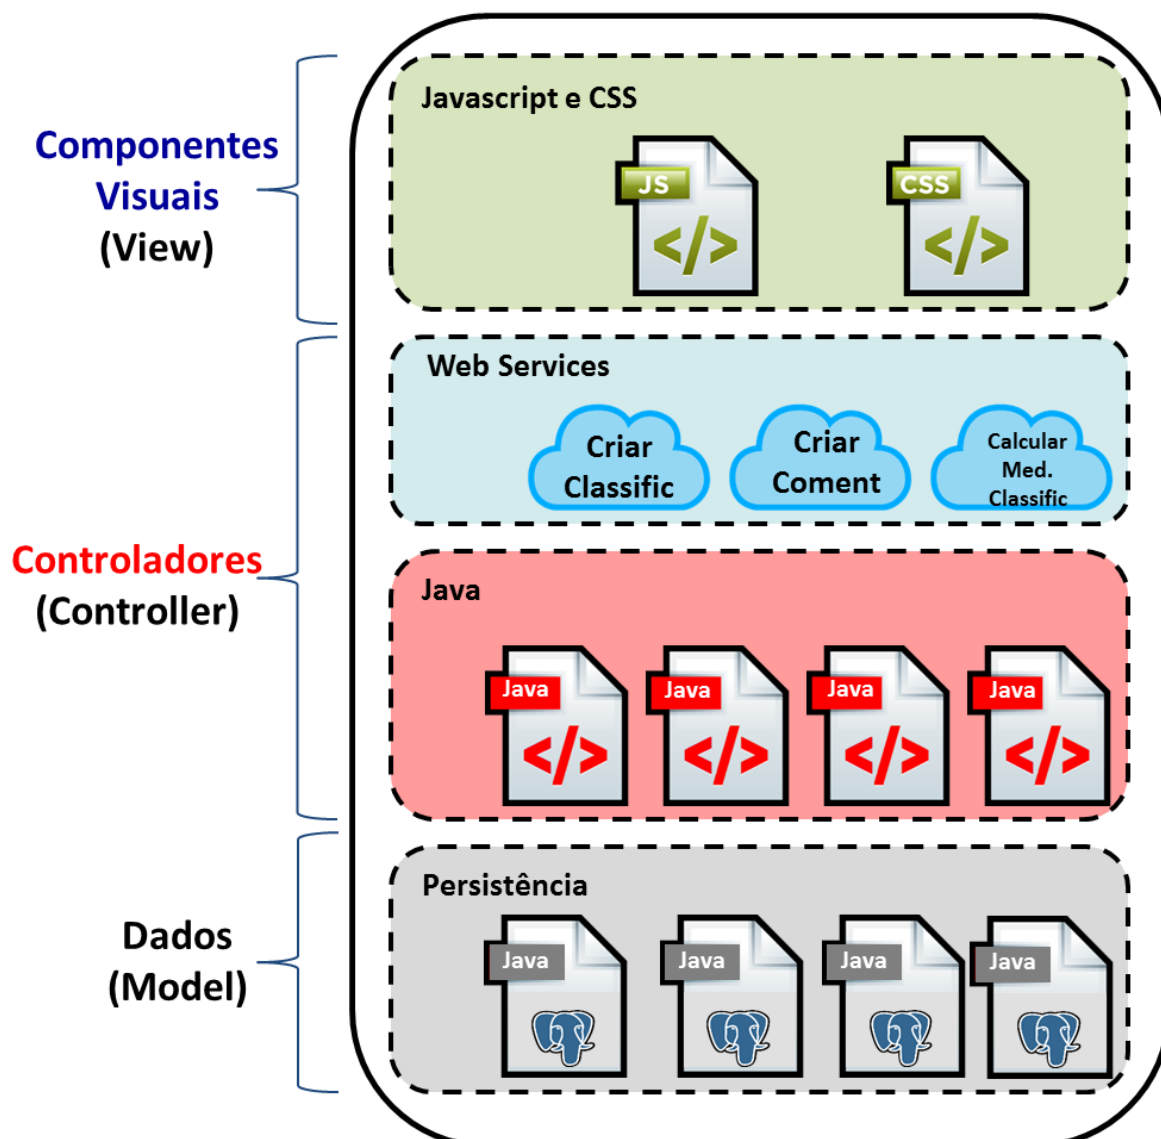 Javascript e CSS
Componentes
Visuais
(View)
JS
CSS
</>
</>
Web Services
Criar
Classific
Criar
Coment
Calcular
Med.
Classific
Controladores
(Controller)
Java
Java
Java
Java
Java
</>
</>
</>
</>
Persistência
Dados
(Model)
Java
Java
Java
Java